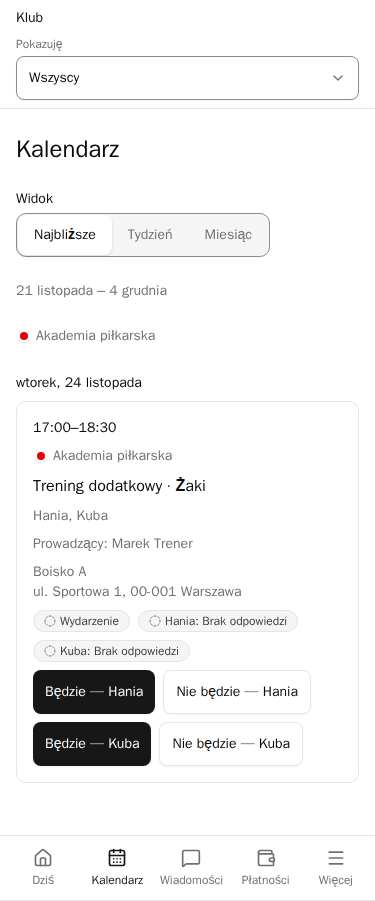 Klub
Pokazuję
Wszyscy
Kalendarz
Widok
Najbliższe
Tydzień
Miesiąc
21 listopada – 4 grudnia
Akademia piłkarska
wtorek, 24 listopada
17:00–18:30
Akademia piłkarska
Trening dodatkowy · Żaki
Hania, Kuba
Prowadzący: Marek Trener
Boisko A
ul. Sportowa 1, 00-001 Warszawa
Wydarzenie
Hania: Brak odpowiedzi
Kuba: Brak odpowiedzi
Będzie — Hania
Nie będzie — Hania
Będzie — Kuba
Nie będzie — Kuba
Dziś
Kalendarz
Wiadomości
Płatności
Więcej